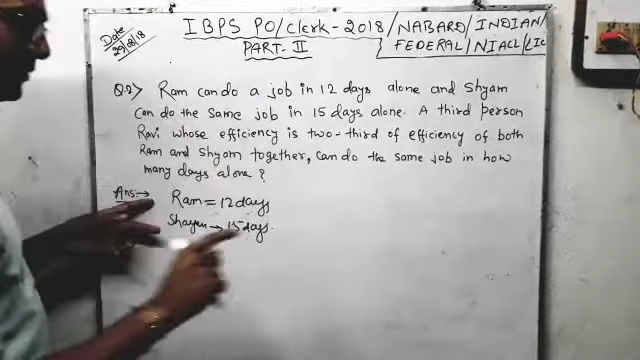 Date
29/08/18
IBPS PO/Clerk-2018/NABARD/INDIAN/
PART-II
FEDERAL/NIACL/LIC
Q.2> Ram can do a job in 12 days alone and Shyam
Can do the same job in 15 days alone. A third person
Ravi whose efficiency is two-third of efficiency of both
Ram and Shyam together, can do the same job in how
many days alone?
Ans:→ Ram = 12 days
Shayam → 15 days.